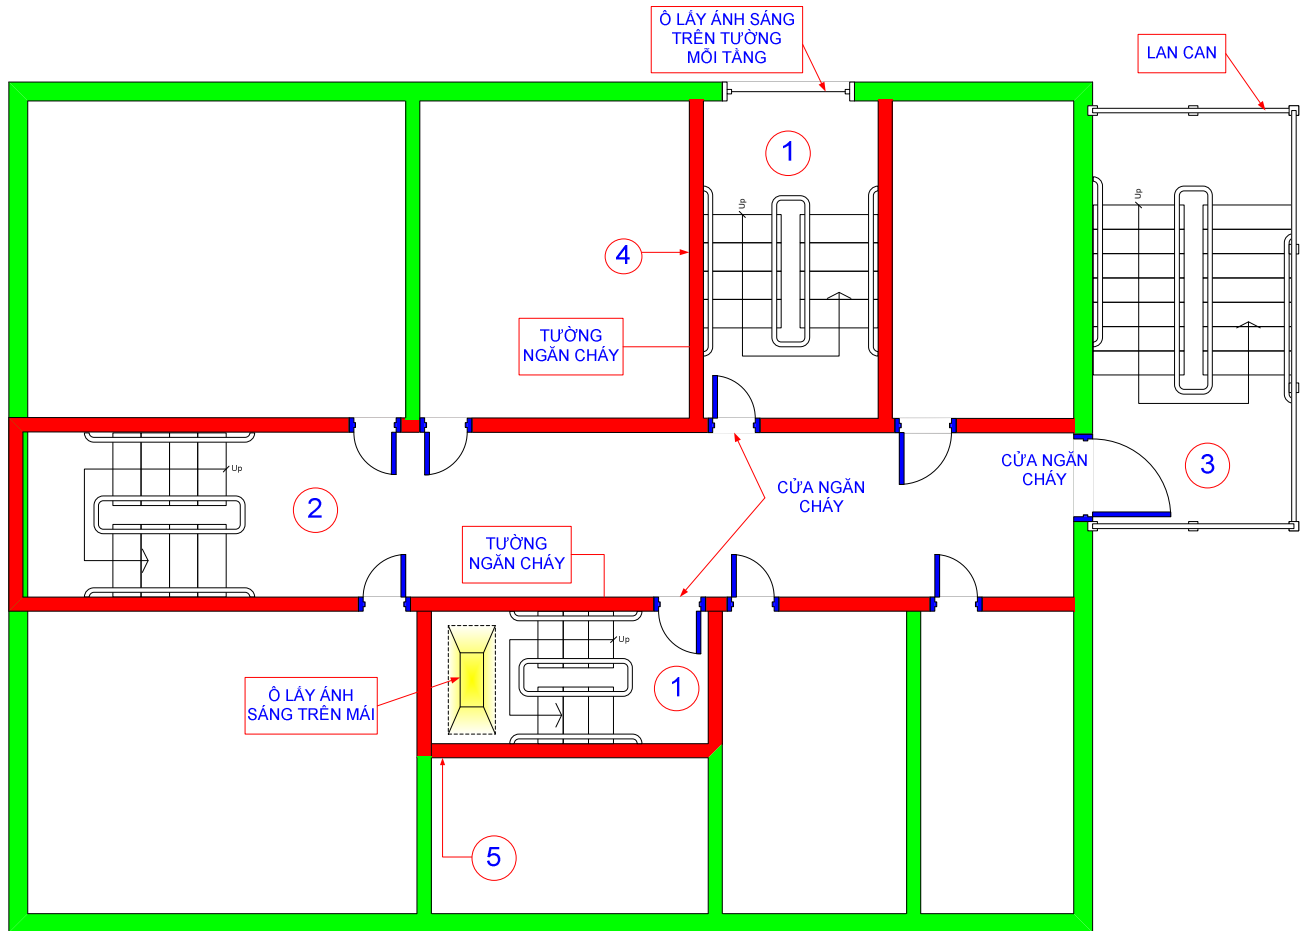 Ô LẤY ÁNH SÁNG
TRÊN TƯỜNG
MỖI TẦNG
LAN CAN
1
Up
Up
4
TƯỜNG
NGĂN CHÁY
CỬA NGĂN
CHÁY
3
Up
2
CỬA NGĂN
CHÁY
TƯỜNG
NGĂN CHÁY
Up
1
Ô LẤY ÁNH
SÁNG TRÊN MÁI
5